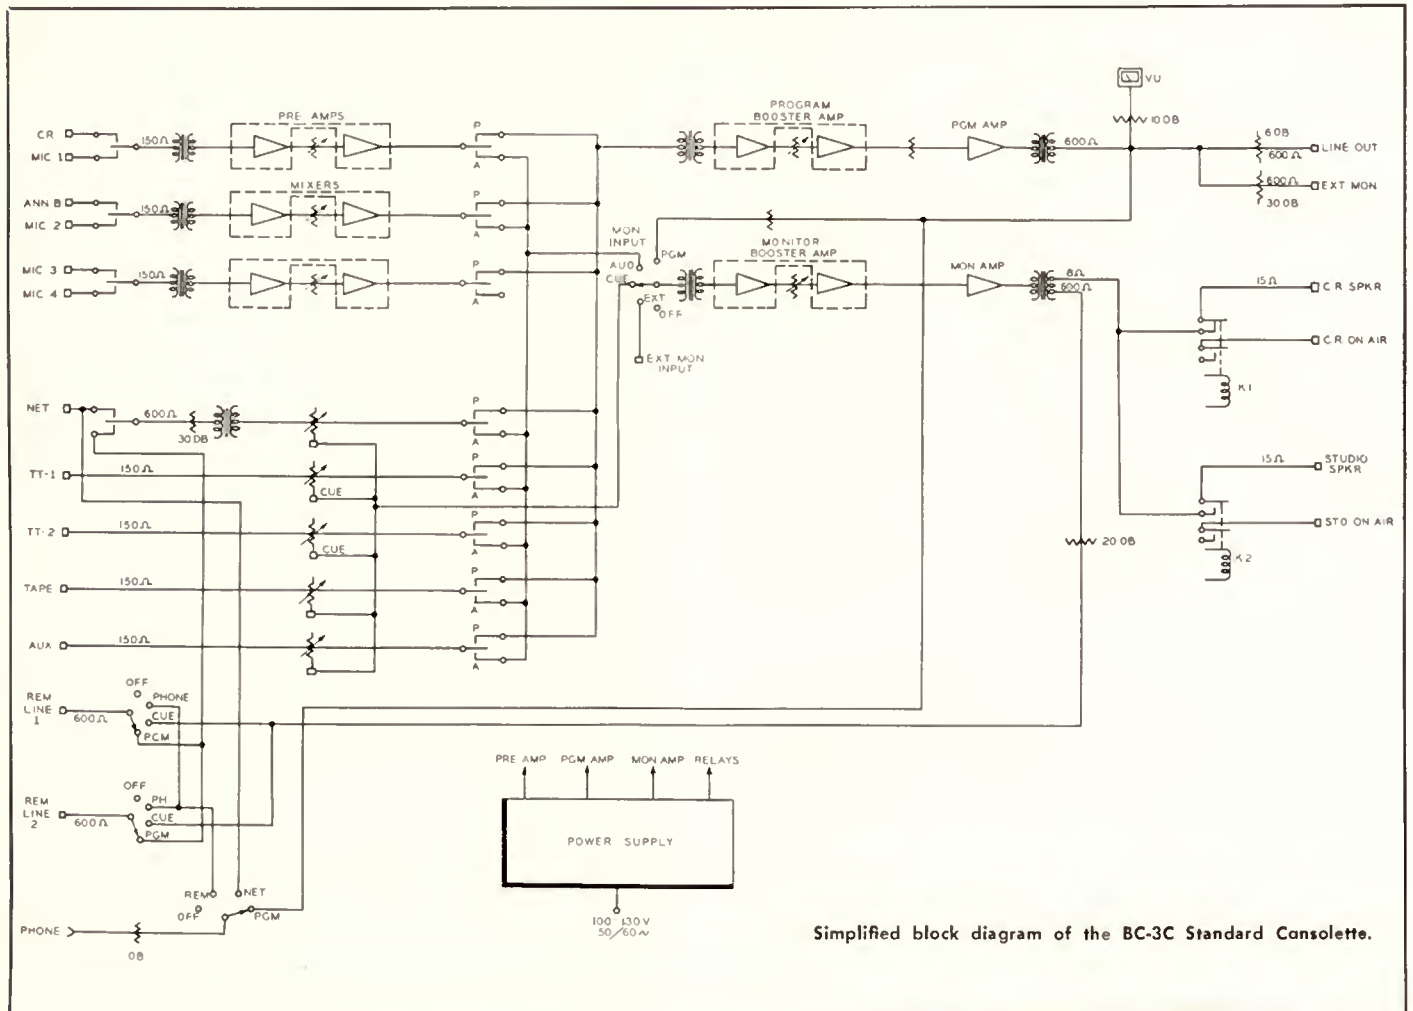 VU
PROGRAM
PRE AMPS
BOOSTER AMP
PGM AMP
10DB
CR
P
6DB
150Ω
600Ω
LINE OUT
MIC 1
A
600Ω
MIXERS
600Ω
EXT MON
ANN B
P
30DB
150Ω
MIC 2
A
MON
INPUT
MONITOR
BOOSTER AMP
PGM
MIC 3
P
AUD
MON AMP
150Ω
CUE
8Ω
MIC 4
A
600Ω
15Ω
C R SPKR
EXT
OFF
C R ON AIR
EXT MON
INPUT
K1
NET
P
600Ω
30DB
A
TT-1
150Ω
P
15Ω
STUDIO
SPKR
CUE
A
TT-2
150Ω
P
STD ON AIR
CUE
A
20DB
K2
TAPE
150Ω
P
A
AUX
150Ω
P
A
OFF
REM
LINE
1
PHONE
600Ω
CUE
PGM
PRE AMP
PGM AMP
MON AMP
RELAYS
OFF
REM
LINE
2
PH
600Ω
CUE
PGM
POWER SUPPLY
REM
NET
OFF
PGM
PHONE
0B
100-130V
50/60~
Simplified block diagram of the BC-3C Standard Consolette.